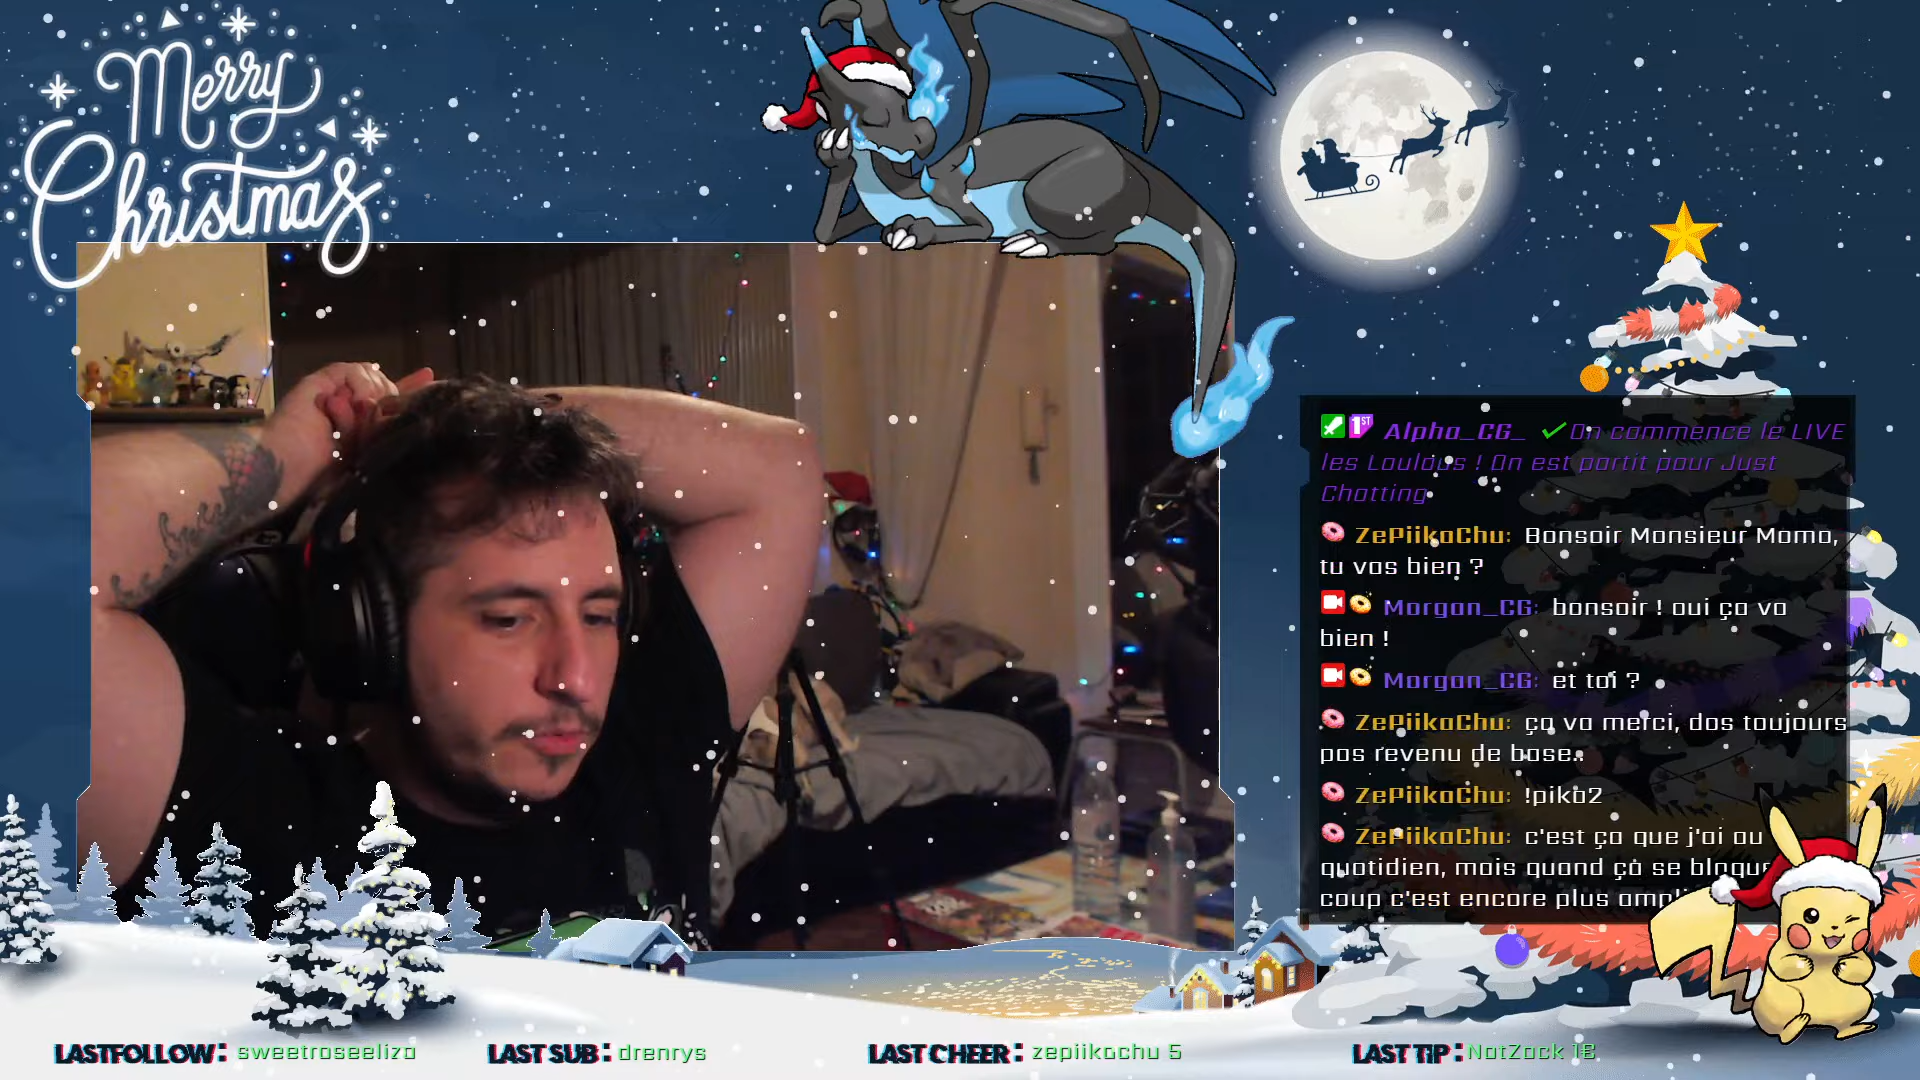 Merry
Christmas
1ST Alpha_CG_ On commence le LIVE
les Loulous ! On est partit pour Just
Chatting
ZePiikaChu: Bonsoir Monsieur Momo,
tu vas bien ?
Morgan_CG: bonsoir ! oui ça va
bien !
Morgan_CG: et toi ?
ZePiikaChu: ça va merci, dos toujours
pas revenu de base..
ZePiikaChu: !pika2
ZePiikaChu: c'est ça que j'ai au
quotidien, mais quand ça se bloque
coup c'est encore plus
LAST FOLLOW : sweetroseeliza
LAST SUB : drenrys
LAST CHEER : zepiikachu 5
LAST TIP : NotZack 18